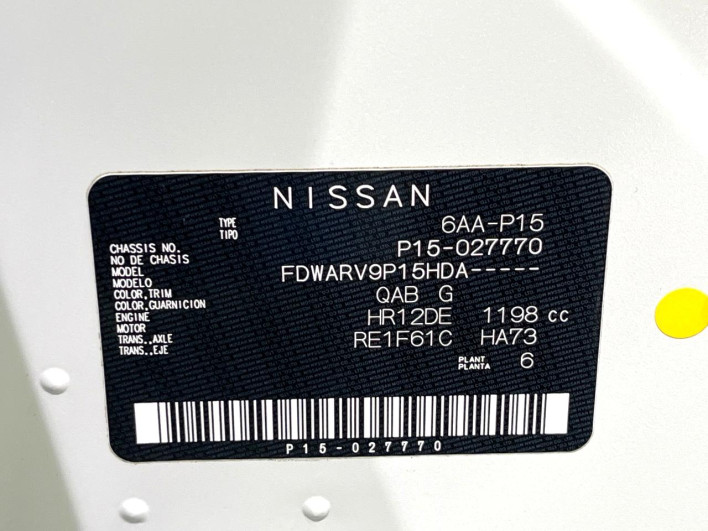 NISSAN
TYPE
TIPO 6AA-P15
CHASSIS NO.
NO DE CHASIS P15-027770
MODEL
MODELO FDWARV9P15HDA-----
COLOR,TRIM
COLOR,GUARNICION QAB G
ENGINE
MOTOR HR12DE 1198 cc
TRANS.,AXLE
TRANS.,EJE RE1F61C HA73
PLANT
PLANTA 6
P15-027770